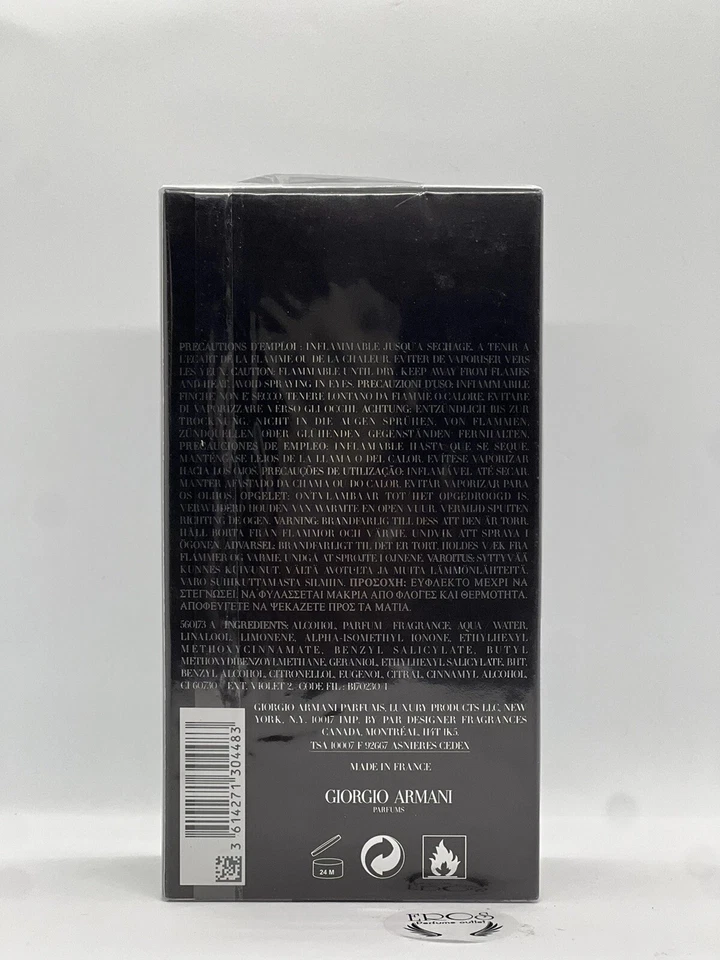 PRECAUTIONS D'EMPLOI : INFLAMMABLE JUSQU'A SECHAGE. A TENIR A
L'ECART DE LA FLAMME OU DE LA CHALEUR. EVITER DE VAPORISER VERS
LES YEUX. CAUTION: FLAMMABLE UNTIL DRY. KEEP AWAY FROM FLAMES
AND HEAT. AVOID SPRAYING IN EYES. PRECAUZIONI D'USO: INFIAMMABILE
FINCHE NON E' SECCO. TENERE LONTANO DA FIAMME O CALORE. EVITARE
DI VAPORIZZARE VERSO GLI OCCHI. ACHTUNG: ENTZÜNDLICH BIS ZUR
TROCKNUNG. NICHT IN DIE AUGEN SPRÜHEN, VON FLAMMEN,
ZÜNDQUELLEN ODER GLÜHENDEN GEGENSTÄNDEN FERNHALTEN.
PRECAUCIONES DE EMPLEO: INFLAMABLE HASTA QUE SE SEQUE.
MANTÉNGASE LEJOS DE LA LLAMA O DEL CALOR. EVÍTESE VAPORIZAR
HACIA LOS OJOS. PRECAUÇÕES DE UTILIZAÇÃO: INFLAMÁVEL ATÉ SECAR.
MANTER AFASTADO DA CHAMA OU DO CALOR. EVITAR VAPORIZAR PARA
OS OLHOS. OPGELET: ONTVLAMBAAR TOT HET OPGEDROOGD IS.
VERWIJDERD HOUDEN VAN WARMTE EN OPEN VUUR. VERMIJD SPUITEN
RICHTING DE OGEN. VARNING: BRANDFARLIG TILL DESS ATT DEN ÄR TORR.
HÅLL BORTA FRÅN FLAMMOR OCH VÄRME. UNDVIK ATT SPRAYA I
ÖGONEN. ADVARSEL: BRANDFARLIGT TIL DET ER TØRT. HOLDES VÆK FRA
FLAMMER OG VARME. UNDGÅ AT SPRØJTE I ØJNENE. VAROITUS: SYTTYVÄÄ
KUNNES KUIVUNUT. VÄLTÄ AVOTULTA JA MUITA LÄMMÖNLÄHTEITÄ.
VARO SUIHKUTTAMASTA SILMIIN. ΠΡΟΣΟΧΗ: ΕΥΦΛΕΚΤΟ ΜΕΧΡΙ ΝΑ
ΣΤΕΓΝΩΣΕΙ. ΝΑ ΦΥΛΑΣΣΕΤΑΙ ΜΑΚΡΙΑ ΑΠΟ ΦΛΟΓΕΣ ΚΑΙ ΘΕΡΜΟΤΗΤΑ.
ΑΠΟΦΕΥΓΕΤΕ ΝΑ ΨΕΚΑΖΕΤΕ ΠΡΟΣ ΤΑ ΜΑΤΙΑ.
560173 A INGREDIENTS: ALCOHOL, PARFUM FRAGRANCE, AQUA WATER,
LINALOOL, LIMONENE, ALPHA-ISOMETHYL IONONE, ETHYLHEXYL
METHOXYCINNAMATE, BENZYL SALICYLATE, BUTYL
METHOXYDIBENZOYLMETHANE, GERANIOL, ETHYLHEXYL SALICYLATE, BHT,
BENZYL ALCOHOL, CITRONELLOL, EUGENOL, CITRAL, CINNAMYL ALCOHOL,
CI 60730 EXT. VIOLET 2. CODE FIL : B170230/1
GIORGIO ARMANI PARFUMS, LUXURY PRODUCTS LLC, NEW
YORK, N.Y. 10017 IMP. BY PAR DESIGNER FRAGRANCES
CANADA, MONTRÉAL, H4T 1K5.
TSA 10007 F 92667 ASNIERES CEDEX
MADE IN FRANCE
GIORGIO ARMANI
PARFUMS
3 614271 304483
24 M
EROS
Parfume outlet